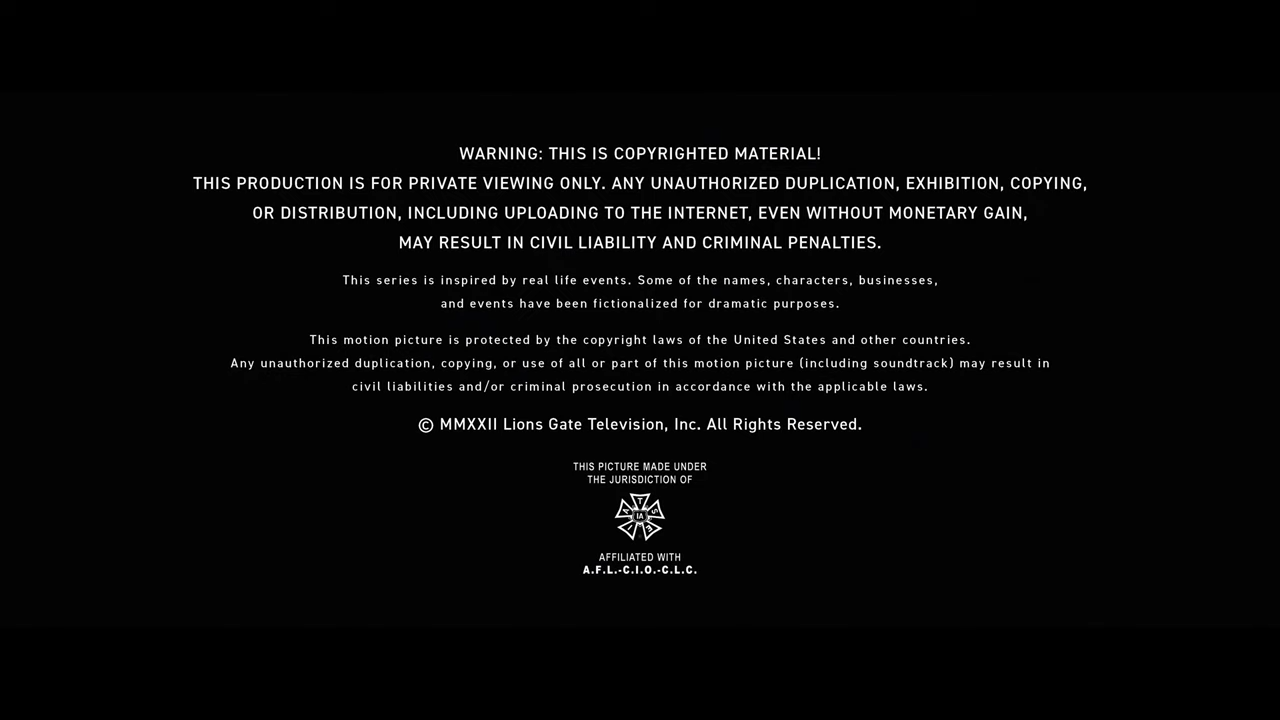 WARNING: THIS IS COPYRIGHTED MATERIAL!
THIS PRODUCTION IS FOR PRIVATE VIEWING ONLY. ANY UNAUTHORIZED DUPLICATION, EXHIBITION, COPYING,
OR DISTRIBUTION, INCLUDING UPLOADING TO THE INTERNET, EVEN WITHOUT MONETARY GAIN,
MAY RESULT IN CIVIL LIABILITY AND CRIMINAL PENALTIES.
This series is inspired by real life events. Some of the names, characters, businesses,
and events have been fictionalized for dramatic purposes.
This motion picture is protected by the copyright laws of the United States and other countries.
Any unauthorized duplication, copying, or use of all or part of this motion picture (including soundtrack) may result in
civil liabilities and/or criminal prosecution in accordance with the applicable laws.
© MMXXII Lions Gate Television, Inc. All Rights Reserved.
THIS PICTURE MADE UNDER
THE JURISDICTION OF
IATSE
IA
AFFILIATED WITH
A.F.L.-C.I.O.-C.L.C.